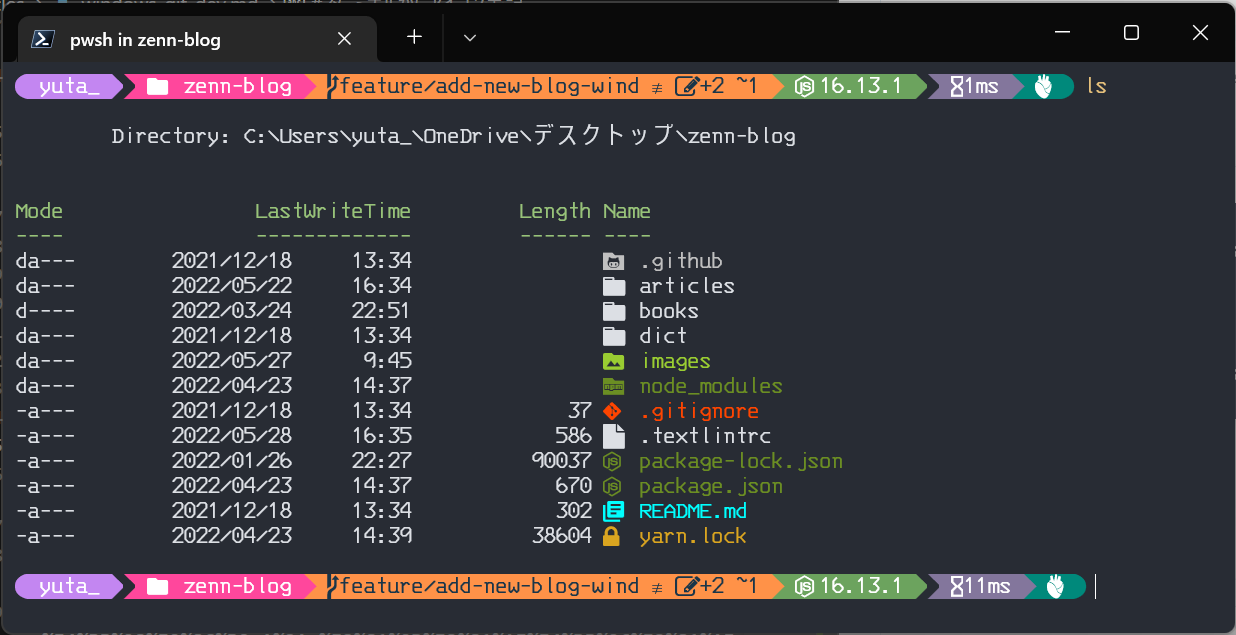 pwsh in zenn-blog
yuta_ zenn-blog feature/add-new-blog-wind ≢ +2 ~1 16.13.1 1ms ls
Directory: C:\Users\yuta_\OneDrive\デスクトップ\zenn-blog
Mode LastWriteTime Length Name
---- ------------- ------ ----
da--- 2021/12/18 13:34 .github
da--- 2022/05/22 16:34 articles
d---- 2022/03/24 22:51 books
da--- 2021/12/18 13:34 dict
da--- 2022/05/27 9:45 images
da--- 2022/04/23 14:37 node_modules
-a--- 2021/12/18 13:34 37 .gitignore
-a--- 2022/05/28 16:35 586 .textlintrc
-a--- 2022/01/26 22:27 90037 package-lock.json
-a--- 2022/04/23 14:37 670 package.json
-a--- 2021/12/18 13:34 302 README.md
-a--- 2022/04/23 14:39 38604 yarn.lock
yuta_ zenn-blog feature/add-new-blog-wind ≢ +2 ~1 16.13.1 11ms